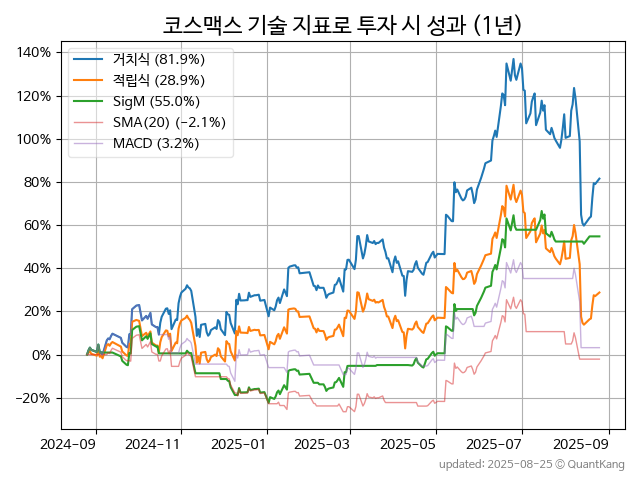 코스맥스 기술 지표로 투자 시 성과 (1년)
140%
120%
100%
80%
60%
40%
20%
0%
−20%
거치식 (81.9%)
적립식 (28.9%)
SigM (55.0%)
SMA(20) (-2.1%)
MACD (3.2%)
2024-09 2024-11 2025-01 2025-03 2025-05 2025-07 2025-09
updated: 2025-08-25 © QuantKang